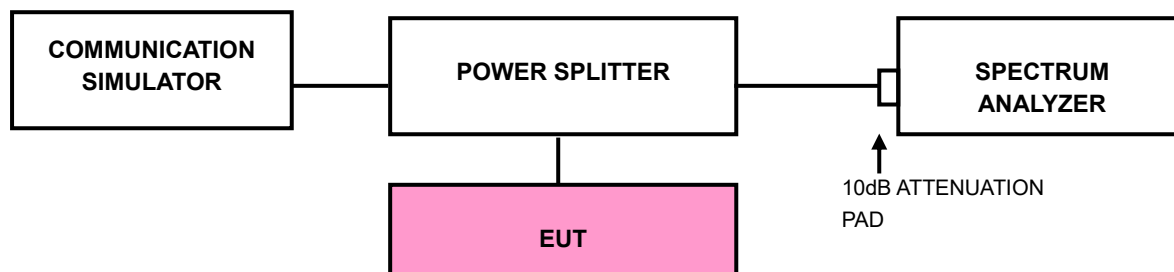 COMMUNICATION
SIMULATOR
POWER SPLITTER
SPECTRUM
ANALYZER
10dB ATTENUATION
PAD
EUT